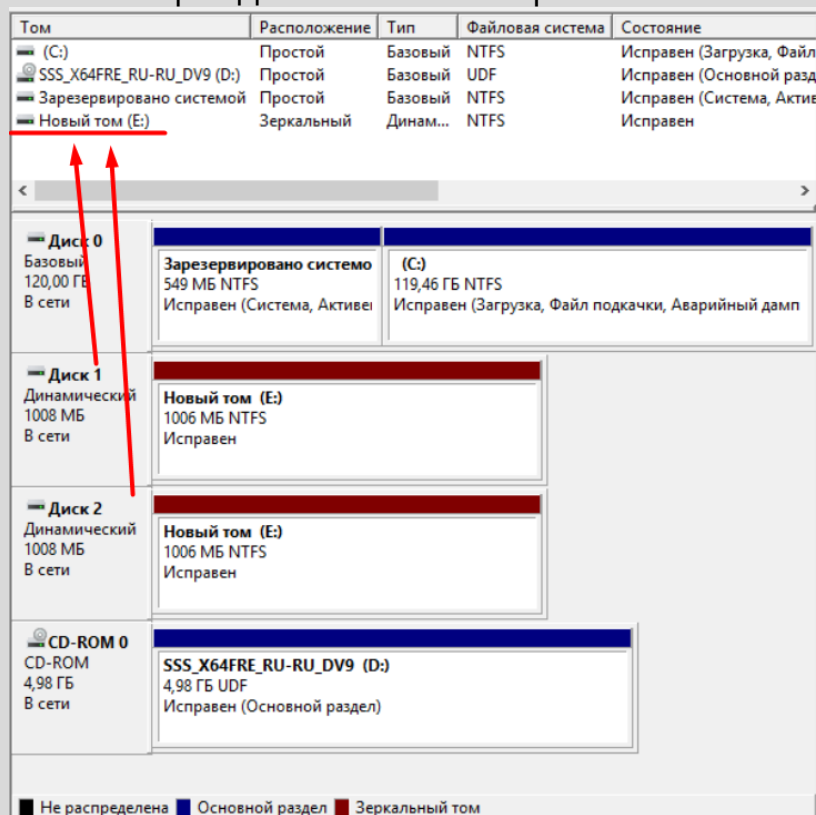 Том Расположение Тип Файловая система Состояние
(C:) Простой Базовый NTFS Исправен (Загрузка, Файл
SSS_X64FRE_RU-RU_DV9 (D:) Простой Базовый UDF Исправен (Основной разд
Зарезервировано системой Простой Базовый NTFS Исправен (Система, Актив
Новый том (E:) Зеркальный Динам... NTFS Исправен
Диск 0
Базовый
120,00 ГБ
В сети
Зарезервировано системо
549 МБ NTFS
Исправен (Система, Активен
(C:)
119,46 ГБ NTFS
Исправен (Загрузка, Файл подкачки, Аварийный дамп
Диск 1
Динамический
1008 МБ
В сети
Новый том (E:)
1006 МБ NTFS
Исправен
Диск 2
Динамический
1008 МБ
В сети
Новый том (E:)
1006 МБ NTFS
Исправен
CD-ROM 0
CD-ROM
4,98 ГБ
В сети
SSS_X64FRE_RU-RU_DV9 (D:)
4,98 ГБ UDF
Исправен (Основной раздел)
Не распределена Основной раздел Зеркальный том